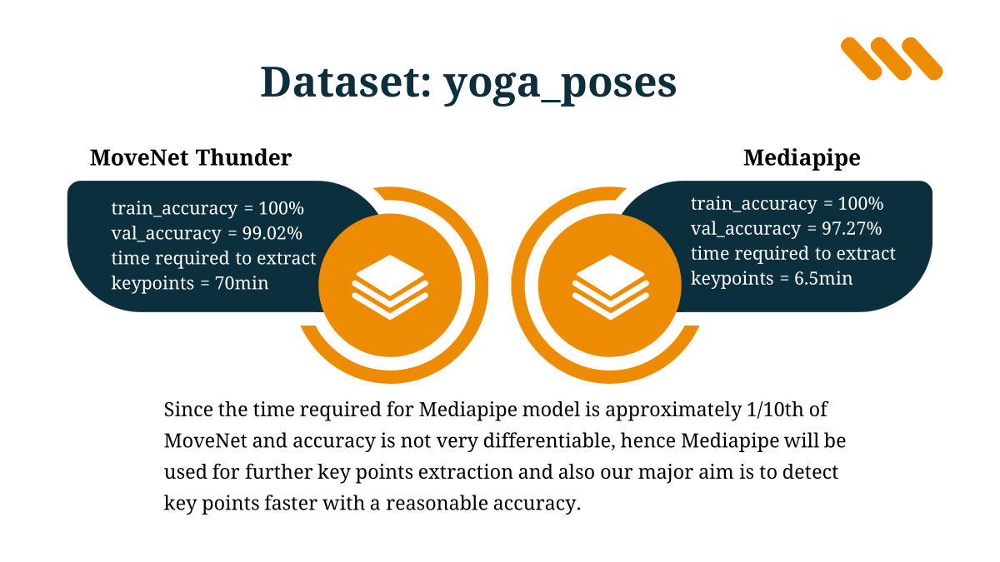 Dataset: yoga_poses
MoveNet Thunder
train_accuracy = 100%
val_accuracy = 99.02%
time required to extract
keypoints = 70min
Mediapipe
train_accuracy = 100%
val_accuracy = 97.27%
time required to extract
keypoints = 6.5min
Since the time required for Mediapipe model is approximately 1/10th of
MoveNet and accuracy is not very differentiable, hence Mediapipe will be
used for further key points extraction and also our major aim is to detect
key points faster with a reasonable accuracy.